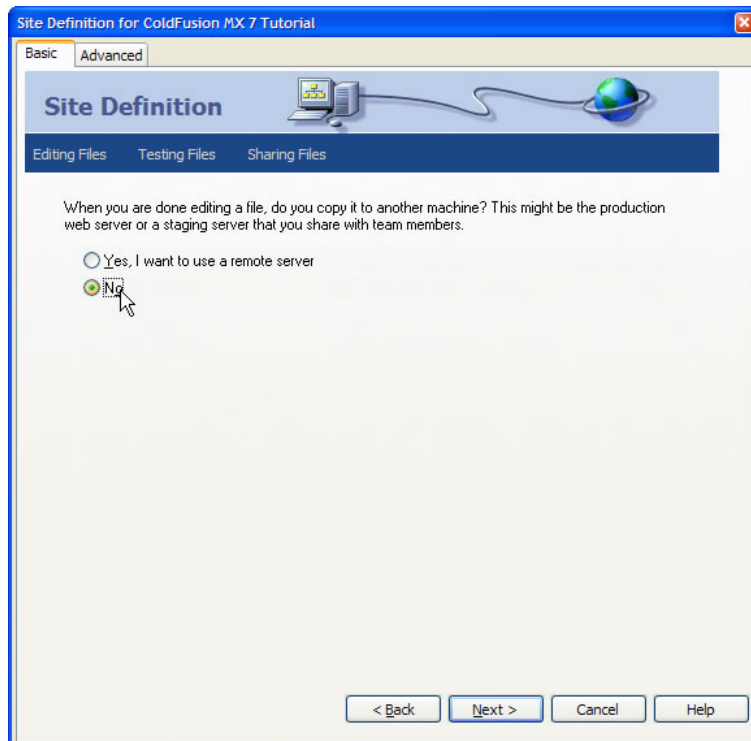 Site Definition for ColdFusion MX 7 Tutorial
Basic Advanced
Site Definition
Editing Files Testing Files Sharing Files
When you are done editing a file, do you copy it to another machine? This might be the production
web server or a staging server that you share with team members.
Yes, I want to use a remote server
No
< Back Next > Cancel Help